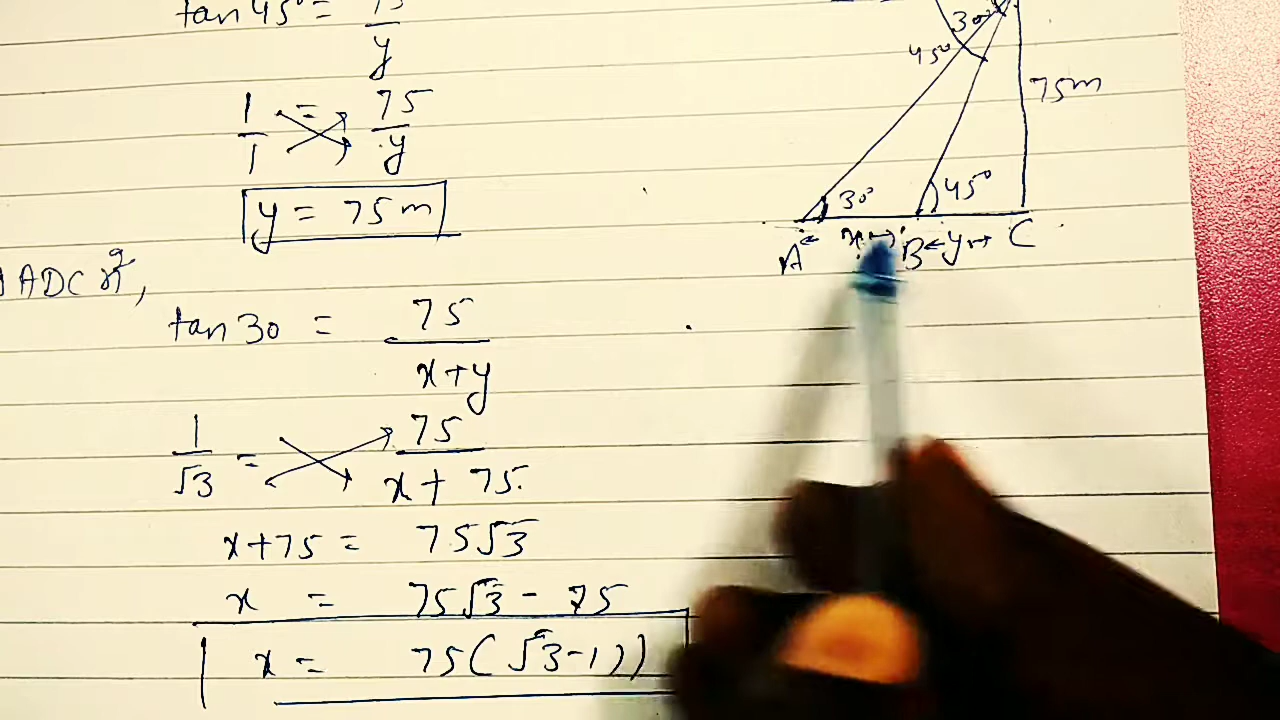 tan 45° = 75/y
1/1 = 75/y
y = 75 m
ADC में,
tan 30 = 75/x+y
1/√3 = 75/x+75.
x+75 = 75√3
x = 75√3 - 75
x = 75(√3-1)
30°
45°
75m
30° 45°
A x B y C